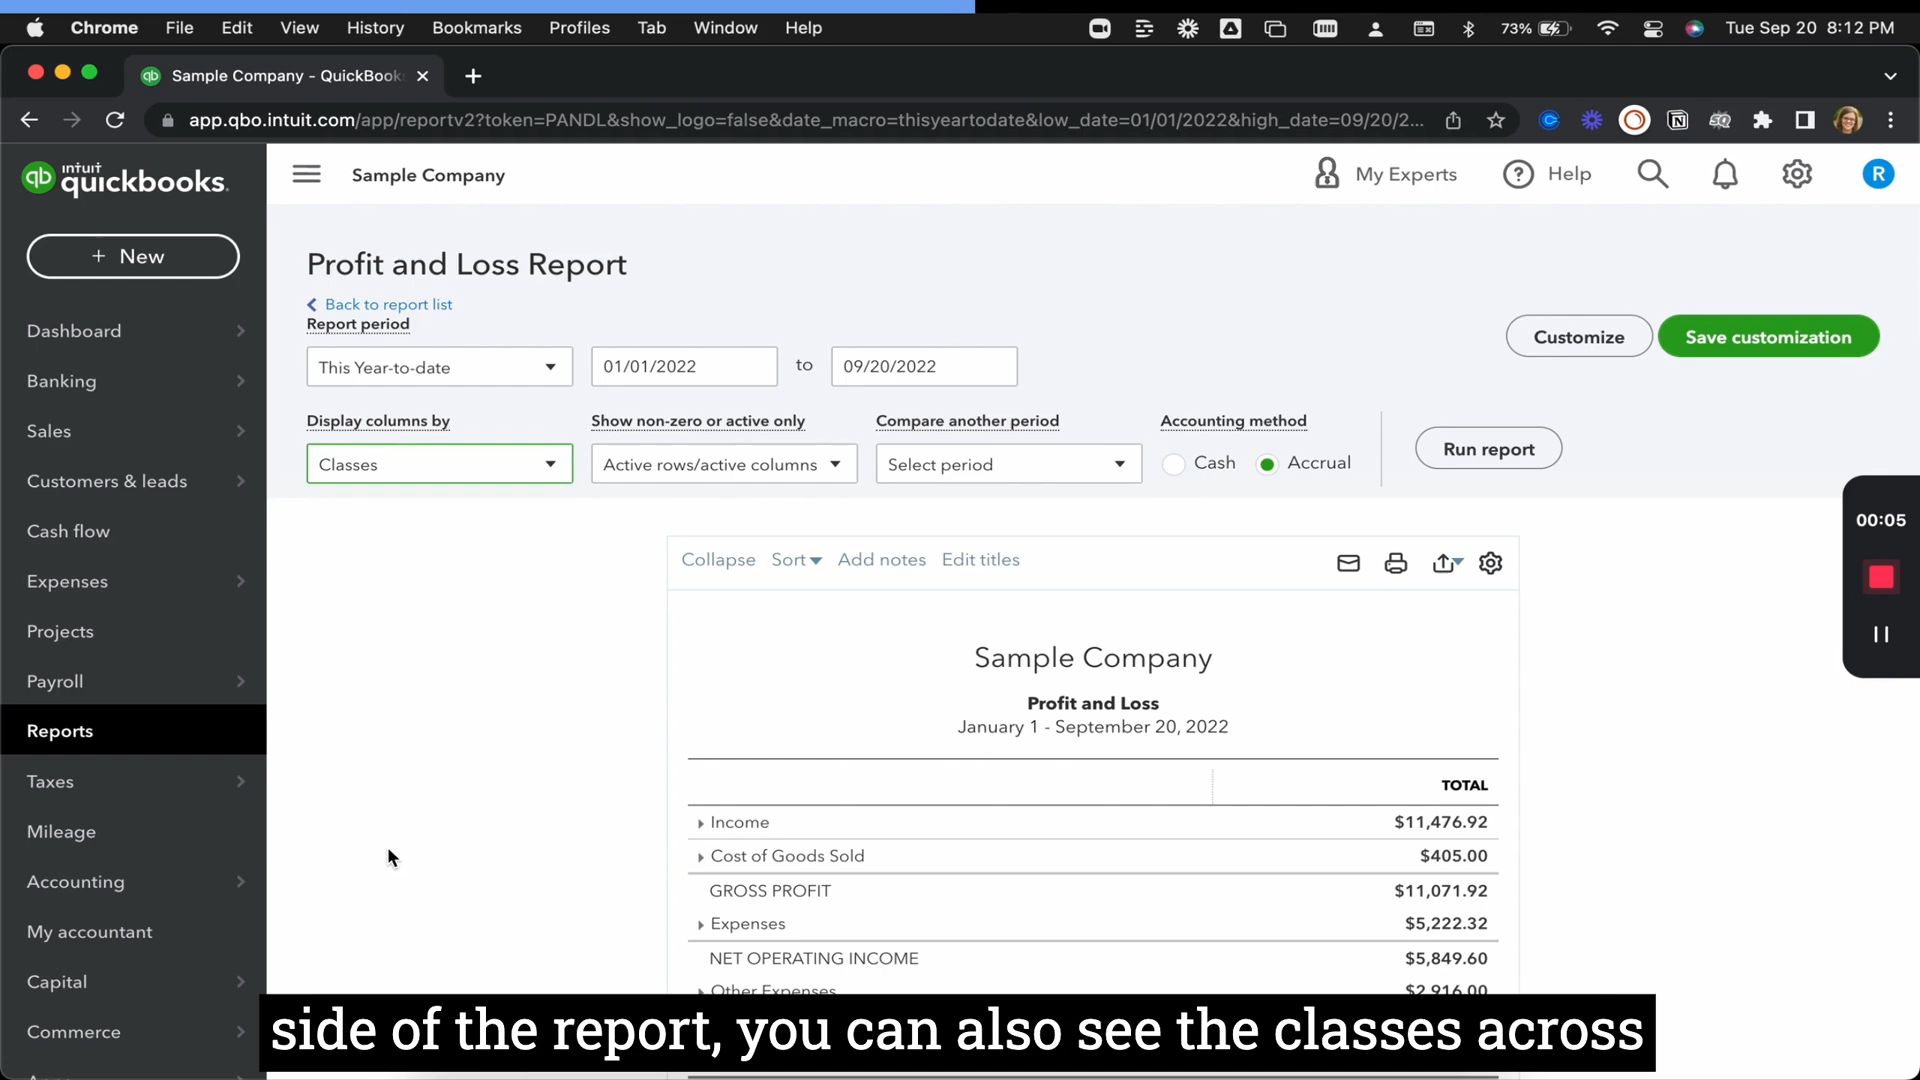 Chrome File Edit View History Bookmarks Profiles Tab Window Help 73% Tue Sep 20 8:12 PM
Sample Company - QuickBook
app.qbo.intuit.com/app/reportv2?token=PANDL&show_logo=false&date_macro=thisyeartodate&low_date=01/01/2022&high_date=09/20/2...
intuit quickbooks.
Sample Company
My Experts
Help
R
+ New
Dashboard
Banking
Sales
Customers & leads
Cash flow
Expenses
Projects
Payroll
Reports
Taxes
Mileage
Accounting
My accountant
Capital
Commerce
Profit and Loss Report
Back to report list
Report period
This Year-to-date 01/01/2022 to 09/20/2022
Customize Save customization
Display columns by Show non-zero or active only Compare another period Accounting method
Classes Active rows/active columns Select period Cash Accrual Run report
00:05
Collapse Sort Add notes Edit titles
Sample Company
Profit and Loss
January 1 - September 20, 2022
TOTAL
Income $11,476.92
Cost of Goods Sold $405.00
GROSS PROFIT $11,071.92
Expenses $5,222.32
NET OPERATING INCOME $5,849.60
Other Expenses $2,916.00
side of the report, you can also see the classes across